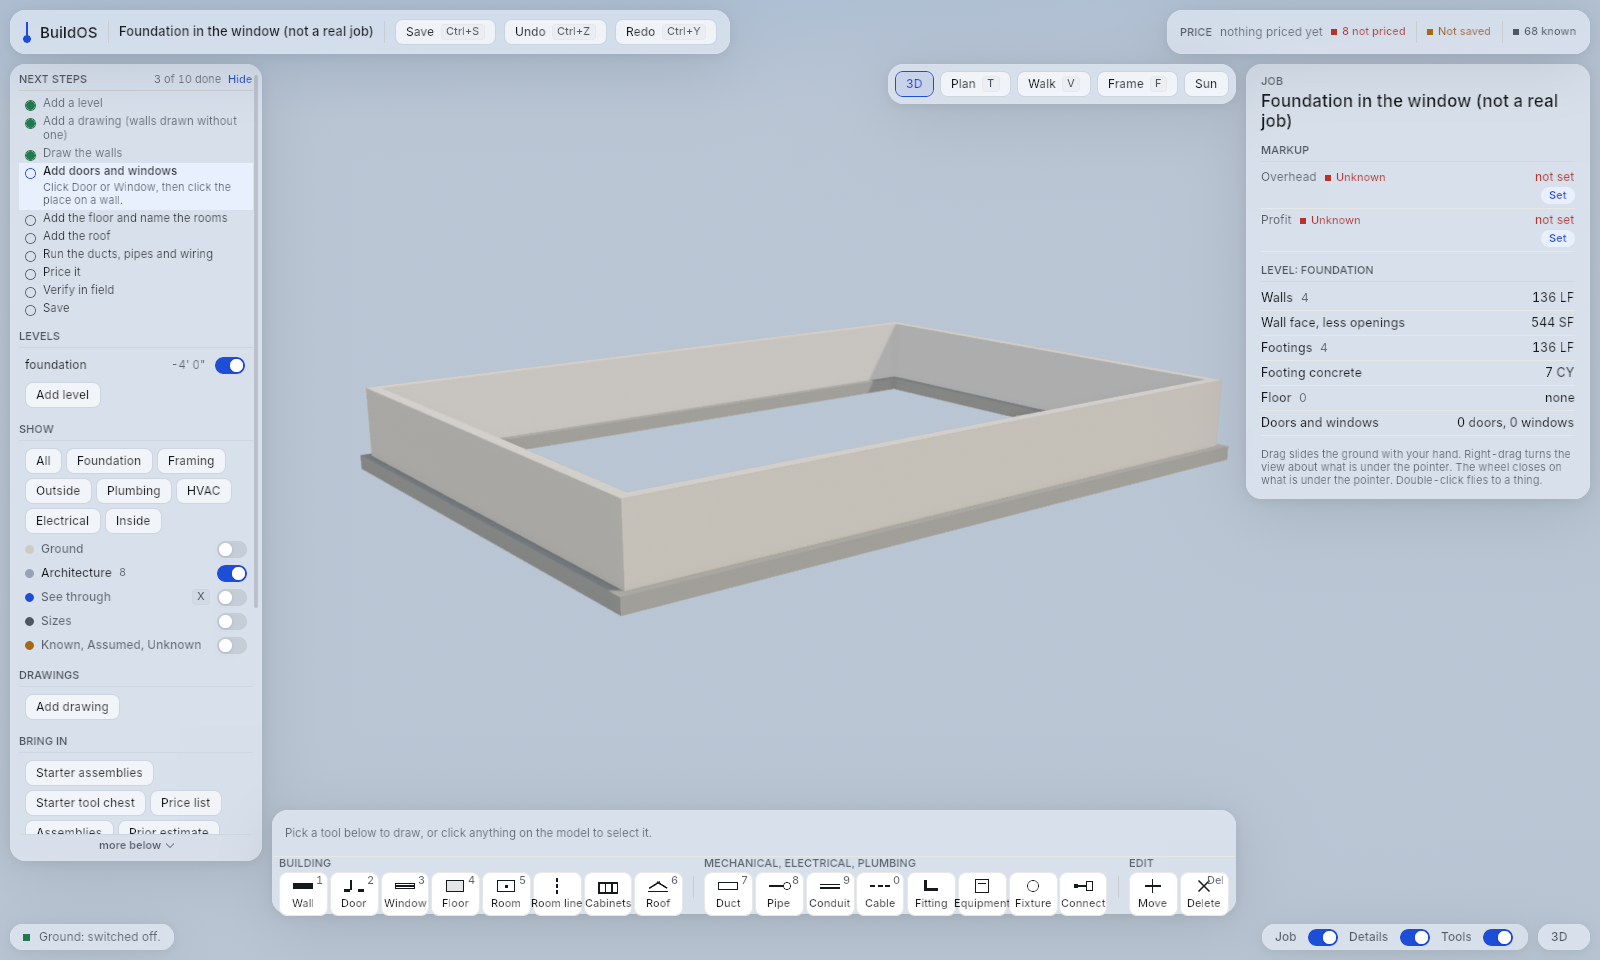 BuildOS
Foundation in the window (not a real job)
Save Ctrl+S
Undo Ctrl+Z
Redo Ctrl+Y
PRICE nothing priced yet 8 not priced Not saved 68 known
NEXT STEPS 3 of 10 done Hide
Add a level
Add a drawing (walls drawn without
one)
Draw the walls
Add doors and windows
Click Door or Window, then click the
place on a wall.
Add the floor and name the rooms
Add the roof
Run the ducts, pipes and wiring
Price it
Verify in field
Save
LEVELS
foundation -4' 0"
Add level
SHOW
All Foundation Framing
Outside Plumbing HVAC
Electrical Inside
Ground
Architecture 8
See through X
Sizes
Known, Assumed, Unknown
DRAWINGS
Add drawing
BRING IN
Starter assemblies
Starter tool chest Price list
Assemblies Prior estimate
more below
3D Plan T Walk V Frame F Sun
JOB
Foundation in the window (not a real
job)
MARKUP
Overhead Unknown not set
Set
Profit Unknown not set
Set
LEVEL: FOUNDATION
Walls 4 136 LF
Wall face, less openings 544 SF
Footings 4 136 LF
Footing concrete 7 CY
Floor 0 none
Doors and windows 0 doors, 0 windows
Drag slides the ground with your hand. Right-drag turns the
view about what is under the pointer. The wheel closes on
what is under the pointer. Double-click flies to a thing.
Pick a tool below to draw, or click anything on the model to select it.
BUILDING MECHANICAL, ELECTRICAL, PLUMBING EDIT
1 2 3 4 5 6 7 8 9 0 Del
Wall Door Window Floor Room Room line Cabinets Roof Duct Pipe Conduit Cable Fitting Equipment Fixture Connect Move Delete
Ground: switched off.
Job Details Tools 3D